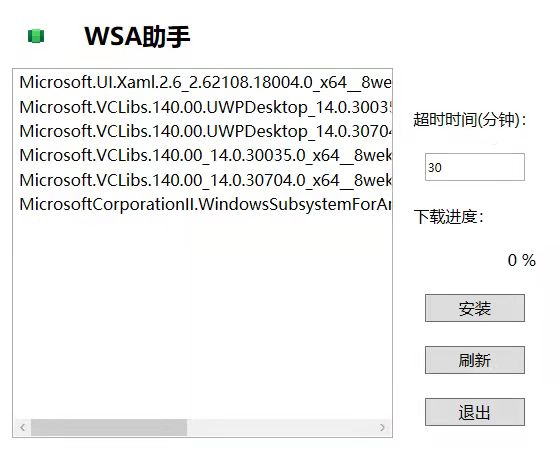 WSA助手
Microsoft.UI.Xaml.2.6_2.62108.18004.0_x64__8we
Microsoft.VCLibs.140.00.UWPDesktop_14.0.30035
Microsoft.VCLibs.140.00.UWPDesktop_14.0.30704
Microsoft.VCLibs.140.00_14.0.30035.0_x64__8wek
Microsoft.VCLibs.140.00_14.0.30704.0_x64__8wek
MicrosoftCorporationII.WindowsSubsystemForAn
超时时间(分钟):
30
下载进度:
0 %
安装
刷新
退出